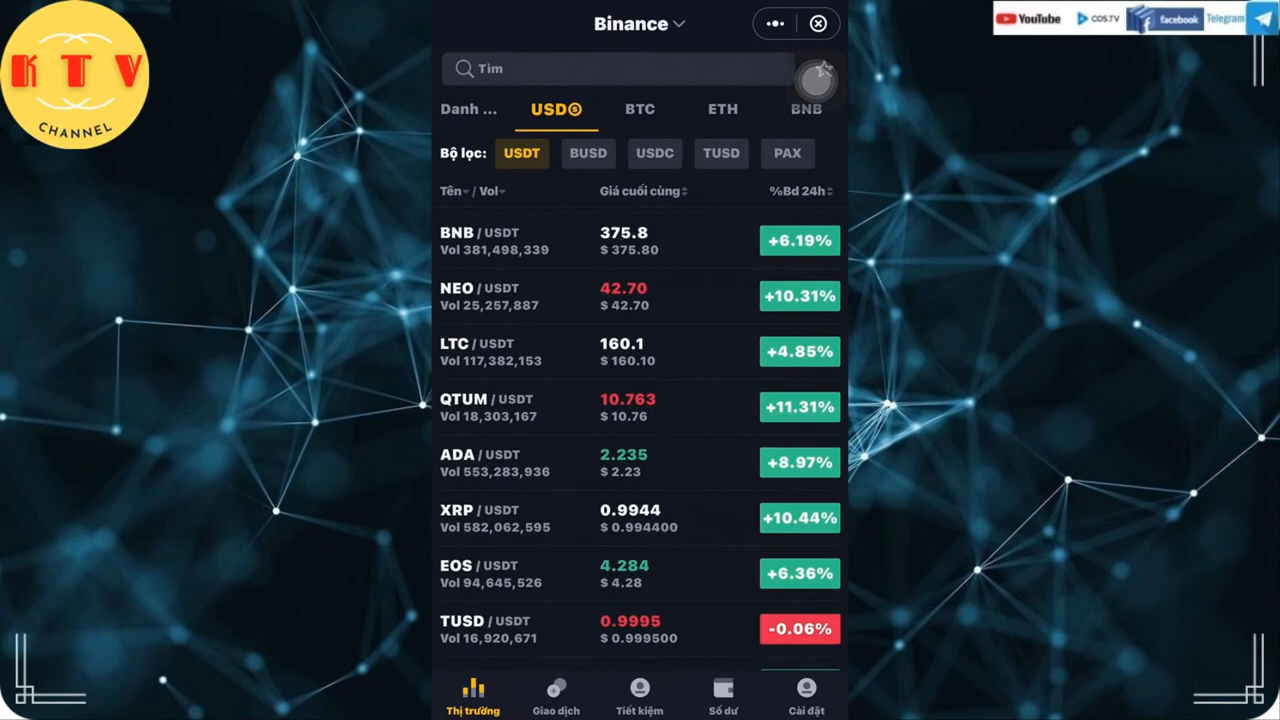 K T V
CHANNEL
YouTube COS.TV facebook Telegram
Binance
Tìm
Danh ... USDⓈ BTC ETH BNB
Bộ lọc: USDT BUSD USDC TUSD PAX
Tên / Vol Giá cuối cùng %Bd 24h
BNB / USDT 375.8 +6.19%
Vol 381,498,339 $ 375.80
NEO / USDT 42.70 +10.31%
Vol 25,257,887 $ 42.70
LTC / USDT 160.1 +4.85%
Vol 117,382,153 $ 160.10
QTUM / USDT 10.763 +11.31%
Vol 18,303,167 $ 10.76
ADA / USDT 2.235 +8.97%
Vol 553,283,936 $ 2.23
XRP / USDT 0.9944 +10.44%
Vol 582,062,595 $ 0.994400
EOS / USDT 4.284 +6.36%
Vol 94,645,526 $ 4.28
TUSD / USDT 0.9995 -0.06%
Vol 16,920,671 $ 0.999500
Thị trường Giao dịch Tiết kiệm Số dư Cài đặt